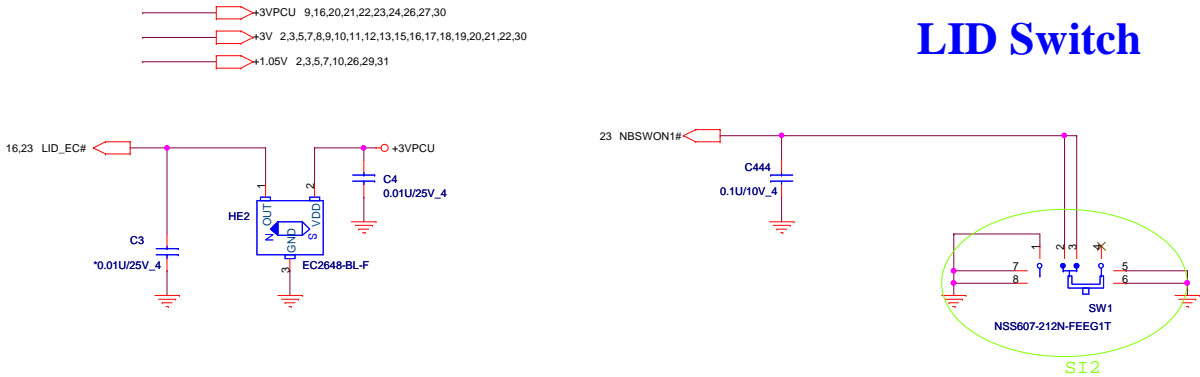 +3VPCU 9,16,20,21,22,23,24,26,27,30
+3V 2,3,5,7,8,9,10,11,12,13,15,16,17,18,19,20,21,22,30
+1.05V 2,3,5,7,10,26,29,31
LID Switch
16,23 LID_EC#
+3VPCU
C4
0.01U/25V_4
1
2
HE2
OUT
VDD
N
S
GND
3
EC2648-BL-F
C3
*0.01U/25V_4
23 NBSWON1#
C444
0.1U/10V_4
1
2
3
4
7
8
5
6
SW1
NSS607-212N-FEEG1T
SI2